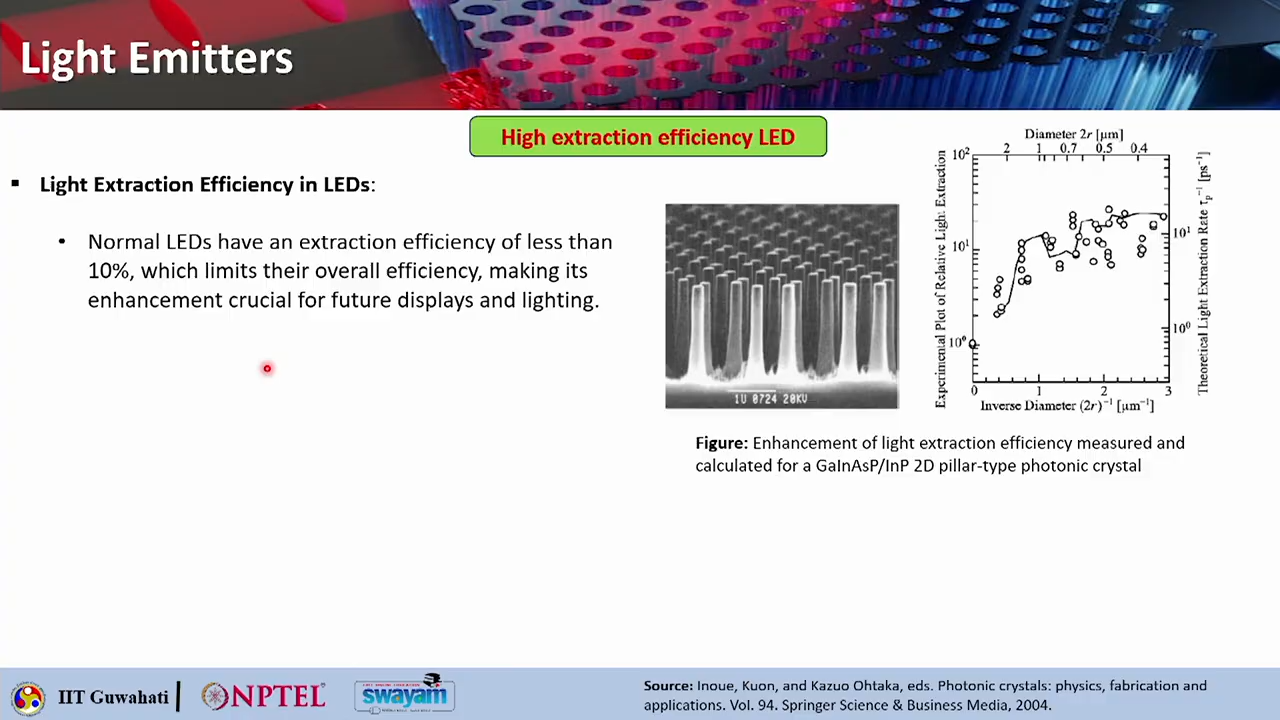 Light Emitters
High extraction efficiency LED
▪ Light Extraction Efficiency in LEDs:
• Normal LEDs have an extraction efficiency of less than
10%, which limits their overall efficiency, making its
enhancement crucial for future displays and lighting.
1U 0724 20KV
Diameter 2r [μm]
2 1 0.7 0.5 0.4
Experimental Plot of Relative Light Extraction
10² 10¹ 10⁰
Theoretical Light Extraction Rate τp⁻¹ [ps⁻¹]
10¹ 10⁰
0 1 2 3
Inverse Diameter (2r)⁻¹ [μm⁻¹]
Figure: Enhancement of light extraction efficiency measured and
calculated for a GaInAsP/InP 2D pillar-type photonic crystal
IIT Guwahati
NPTEL
swayam
Source: Inoue, Kuon, and Kazuo Ohtaka, eds. Photonic crystals: physics, fabrication and
applications. Vol. 94. Springer Science & Business Media, 2004.